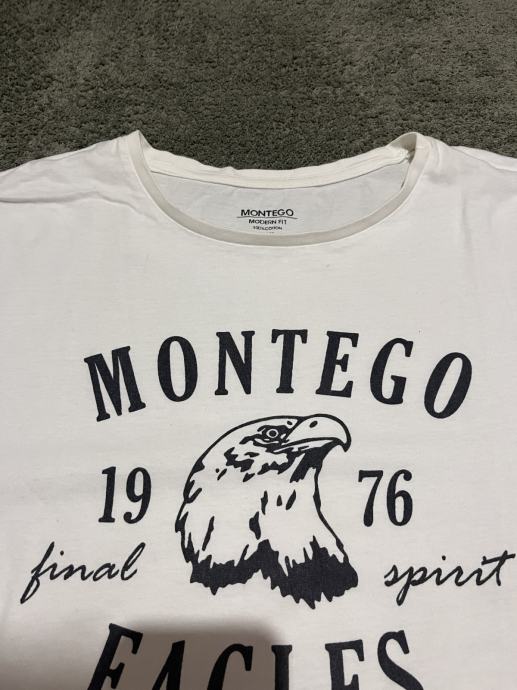 MONTEGO
MODERN FIT
100% COTTON
MONTEGO
19 76
final spirit
EAGLES